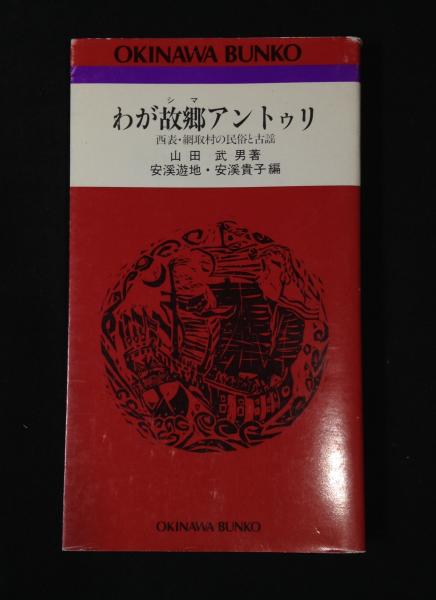 OKINAWA BUNKO
シマ
わが故郷アントゥリ
西表・網取村の民俗と古謡
山田 武男著
安溪遊地・安溪貴子編
OKINAWA BUNKO